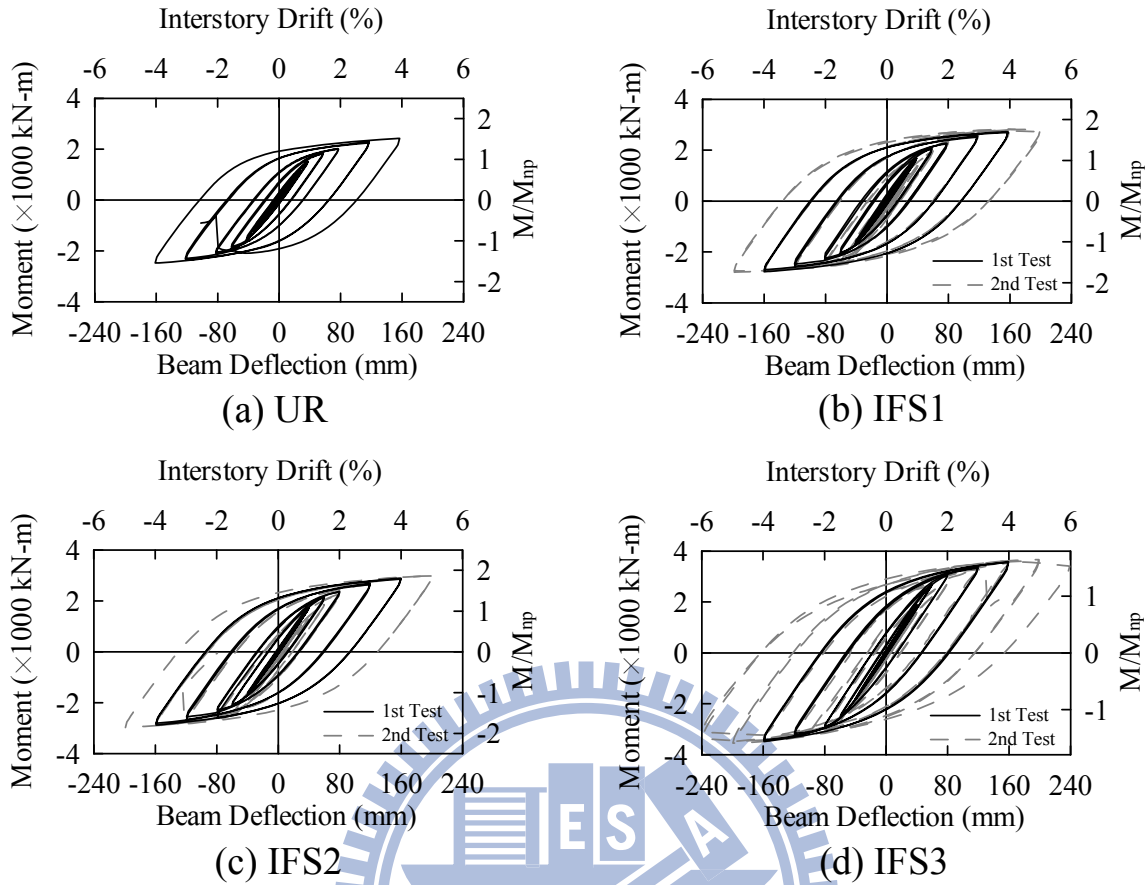 Interstory Drift (%)
-6 -4 -2 0 2 4 6
Moment (×1000 kN-m)
4
2
0
-2
-4
2
1
0
-1
-2
M/Mnp
-240 -160 -80 0 80 160 240
Beam Deflection (mm)
(a) UR
Interstory Drift (%)
-6 -4 -2 0 2 4 6
Moment (×1000 kN-m)
4
2
0
-2
-4
2
1
0
-1
-2
M/Mnp
1st Test
2nd Test
-240 -160 -80 0 80 160 240
Beam Deflection (mm)
(b) IFS1
Interstory Drift (%)
-6 -4 -2 0 2 4 6
Moment (×1000 kN-m)
4
2
0
-2
-4
2
1
0
-1
-2
M/Mnp
1st Test
2nd Test
-240 -160 -80 0 80 160 240
Beam Deflection (mm)
(c) IFS2
Interstory Drift (%)
-6 -4 -2 0 2 4 6
Moment (×1000 kN-m)
4
2
0
-2
-4
1
0
-1
M/Mnp
1st Test
2nd Test
-240 -160 -80 0 80 160 240
Beam Deflection (mm)
(d) IFS3
E S A